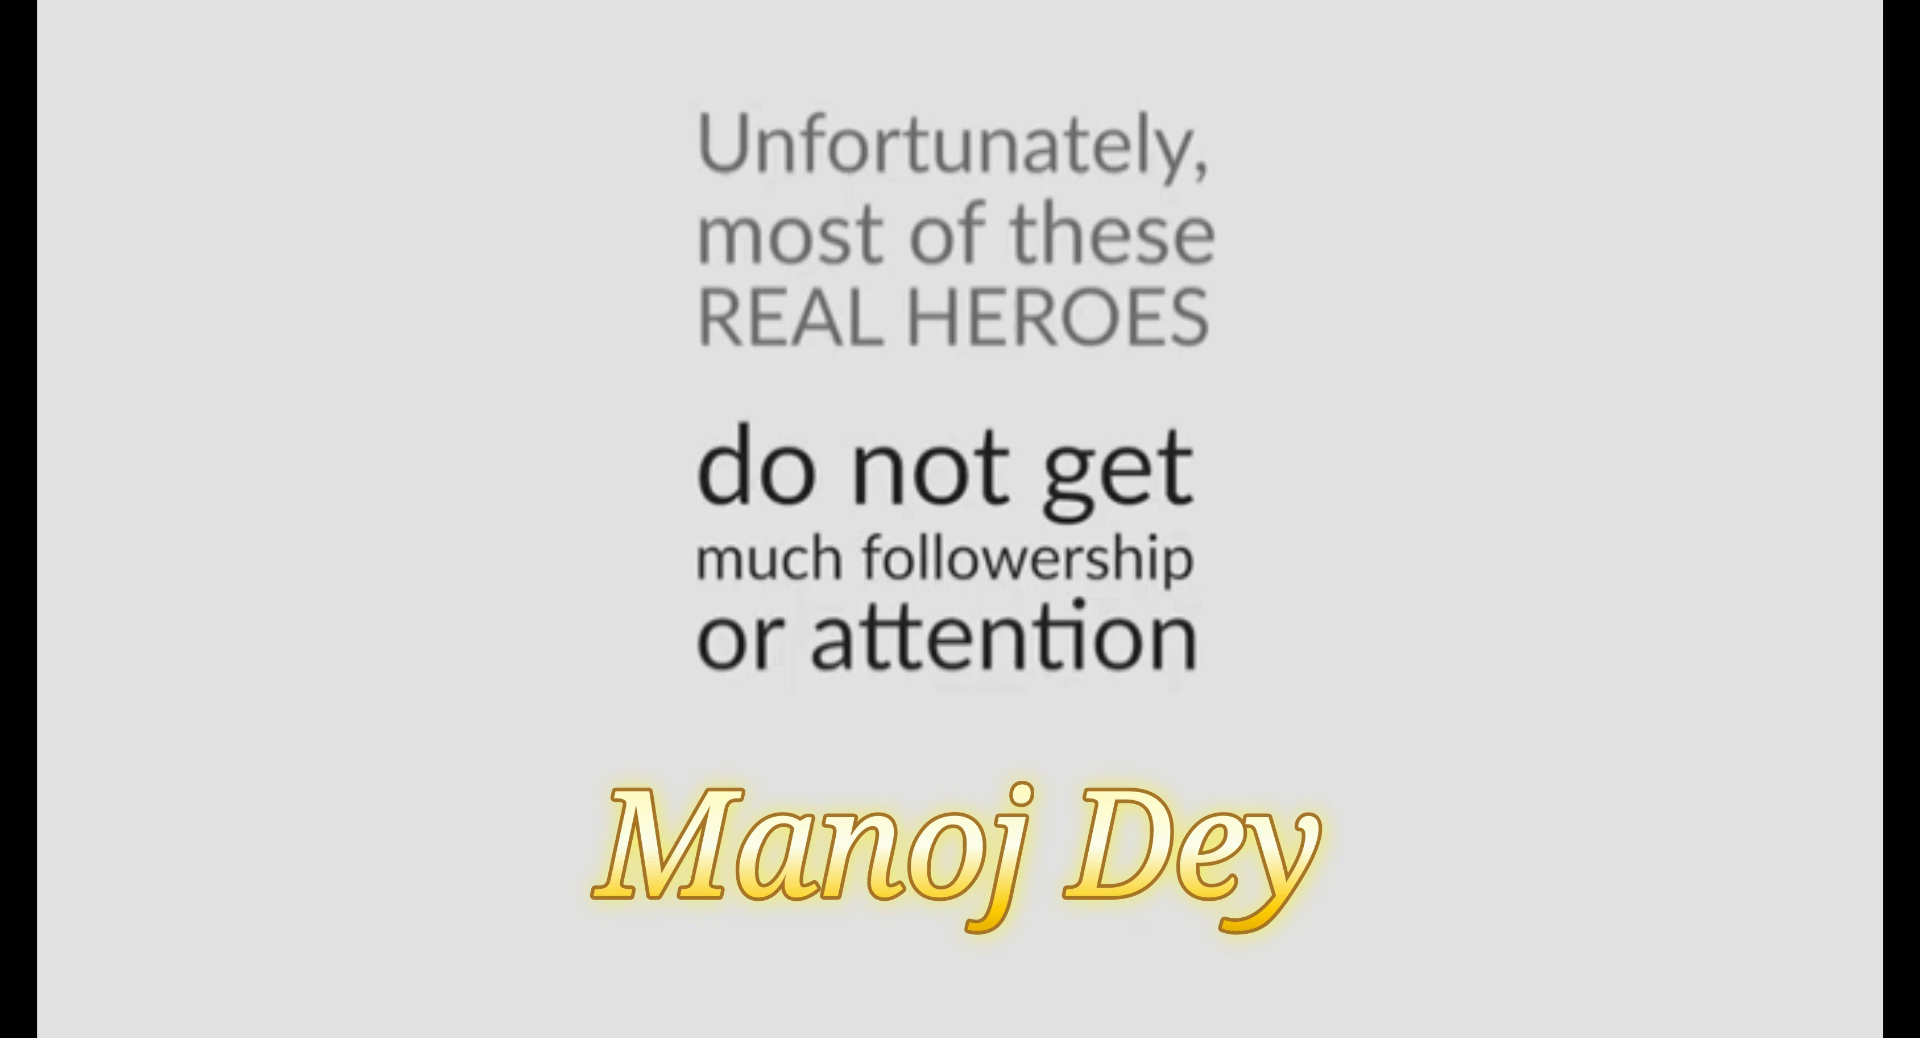 Unfortunately,
most of these
REAL HEROES
do not get
much followership
or attention
Manoj Dey